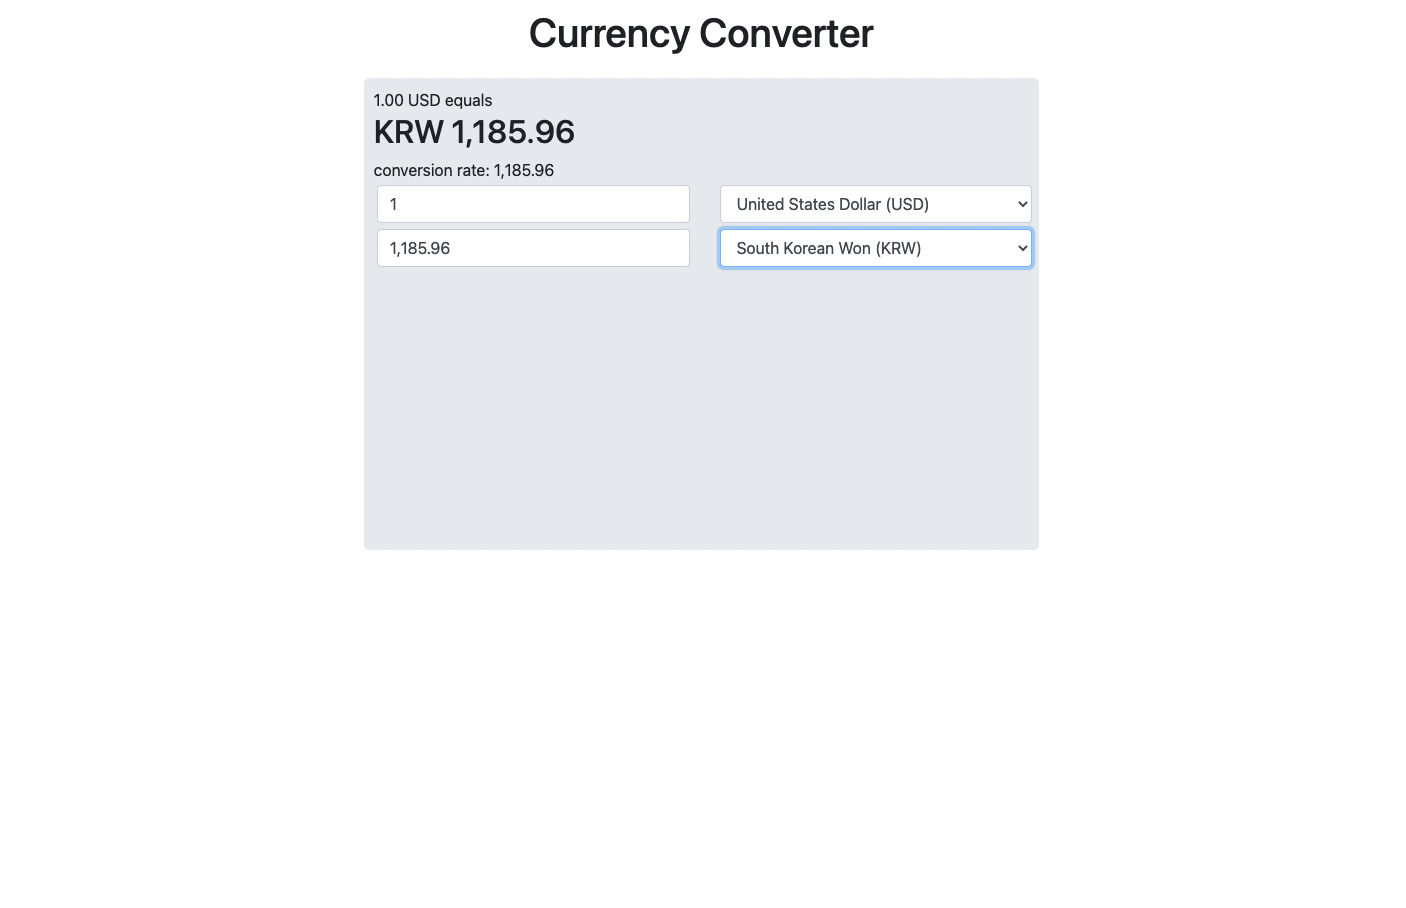 Currency Converter
1.00 USD equals
KRW 1,185.96
conversion rate: 1,185.96
1
United States Dollar (USD)
1,185.96
South Korean Won (KRW)